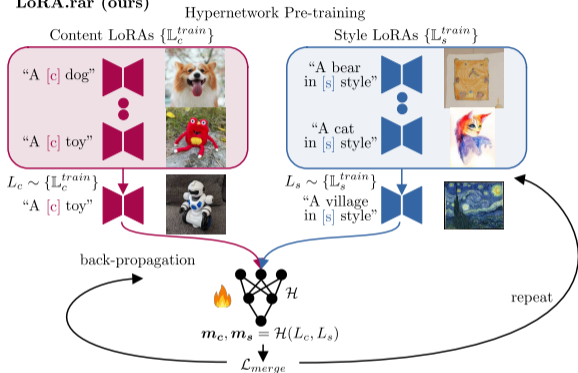 LoRA.rar (ours)
Hypernetwork Pre-training
Content LoRAs {𝕃_c^{train}}
Style LoRAs {𝕃_s^{train}}
“A [c] dog”
“A [c] toy”
“A bear
in [s] style”
“A cat
in [s] style”
L_c ∼ {𝕃_c^{train}}
“A [c] toy”
L_s ∼ {𝕃_s^{train}}
“A village
in [s] style”
back-propagation
ℋ
repeat
m_c, m_s = ℋ(L_c, L_s)
ℒ_{merge}